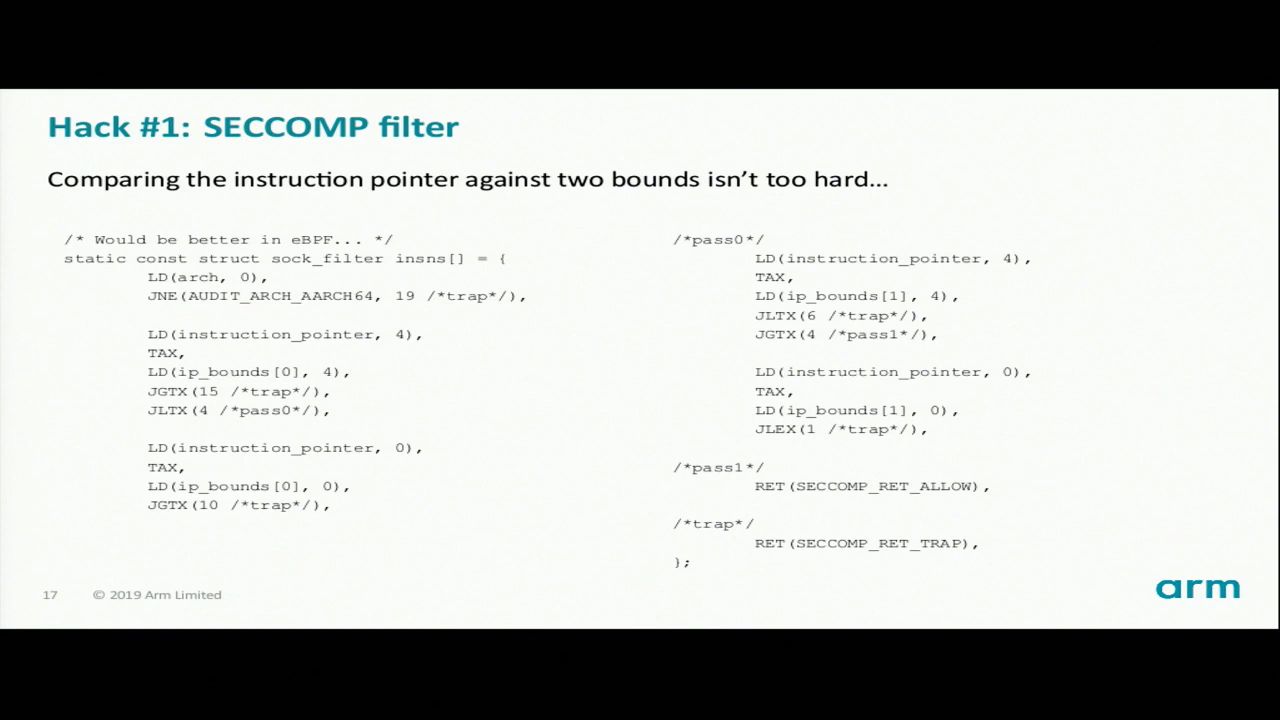 Hack #1: SECCOMP filter
Comparing the instruction pointer against two bounds isn't too hard...
/* Would be better in eBPF... */
static const struct sock_filter insns[] = {
LD(arch, 0),
JNE(AUDIT_ARCH_AARCH64, 19 /*trap*/),
LD(instruction_pointer, 4),
TAX,
LD(ip_bounds[0], 4),
JGTX(15 /*trap*/),
JLTX(4 /*pass0*/),
LD(instruction_pointer, 0),
TAX,
LD(ip_bounds[0], 0),
JGTX(10 /*trap*/),
/*pass0*/
LD(instruction_pointer, 4),
TAX,
LD(ip_bounds[1], 4),
JLTX(6 /*trap*/),
JGTX(4 /*pass1*/),
LD(instruction_pointer, 0),
TAX,
LD(ip_bounds[1], 0),
JLEX(1 /*trap*/),
/*pass1*/
RET(SECCOMP_RET_ALLOW),
/*trap*/
RET(SECCOMP_RET_TRAP),
};
17 © 2019 Arm Limited
arm